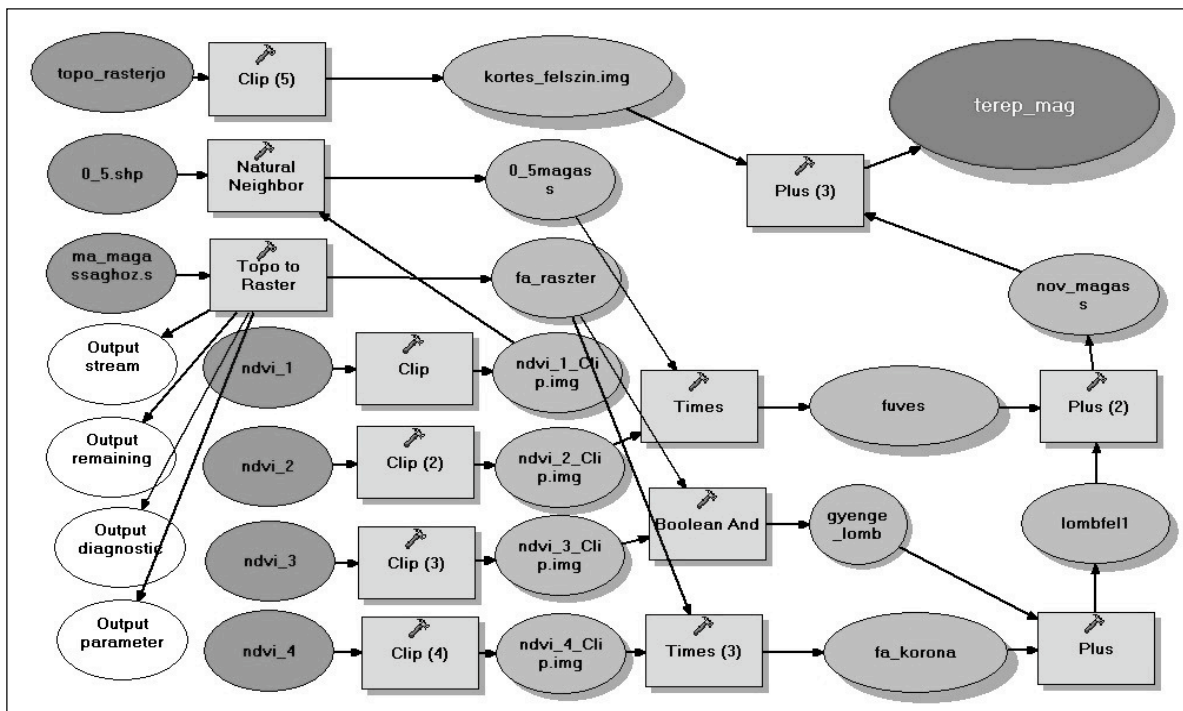 topo_rasterjo
Clip (5)
kortes_felszin.img
terep_mag
0_5.shp
Natural
Neighbor
0_5magas
s
Plus (3)
ma_maga
ssaghoz.s
Topo to
Raster
fa_raszter
nov_magas
s
Output
stream
ndvi_1
Clip
ndvi_1_Cli
p.img
Times
fuves
Plus (2)
Output
remaining
ndvi_2
Clip (2)
ndvi_2_Cli
p.img
Output
diagnostic
ndvi_3
Clip (3)
ndvi_3_Cli
p.img
Boolean And
gyenge
_lomb
lombfel1
Output
parameter
ndvi_4
Clip (4)
ndvi_4_Cli
p.img
Times (3)
fa_korona
Plus